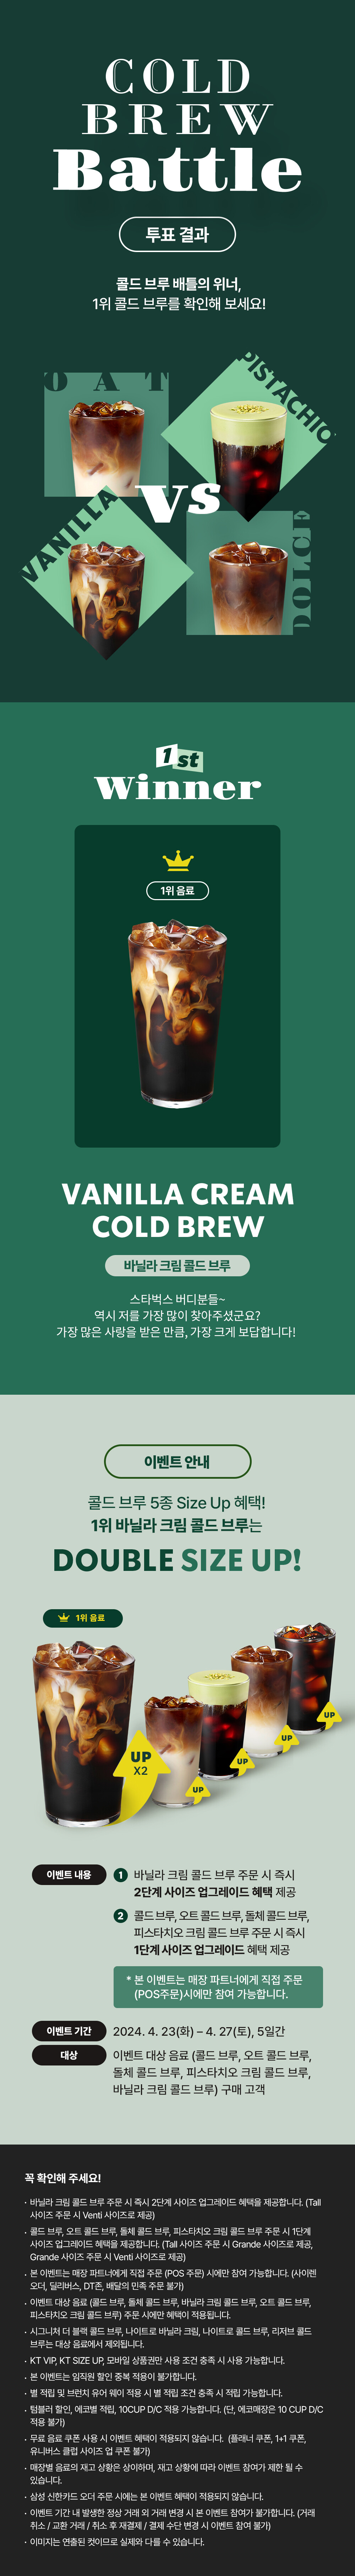 COLD
BREW
Battle
투표 결과
콜드 브루 배틀의 위너,
1위 콜드 브루를 확인해 보세요!
OAT
PISTACHIO
VS
VANILLA
DOLCE
1st
Winner
1위 음료
VANILLA CREAM
COLD BREW
바닐라 크림 콜드 브루
스타벅스 버디분들~
역시 저를 가장 많이 찾아주셨군요?
가장 많은 사랑을 받은 만큼, 가장 크게 보답합니다!
이벤트 안내
콜드 브루 5종 Size Up 혜택!
1위 바닐라 크림 콜드 브루는
DOUBLE SIZE UP!
1위 음료
UP
X2
UP
UP
UP
UP
이벤트 내용
1 바닐라 크림 콜드 브루 주문 시 즉시
2단계 사이즈 업그레이드 혜택 제공
2 콜드 브루, 오트 콜드 브루, 돌체 콜드 브루,
피스타치오 크림 콜드 브루 주문 시 즉시
1단계 사이즈 업그레이드 혜택 제공
* 본 이벤트는 매장 파트너에게 직접 주문
(POS주문)시에만 참여 가능합니다.
이벤트 기간 2024. 4. 23(화) – 4. 27(토), 5일간
대상 이벤트 대상 음료 (콜드 브루, 오트 콜드 브루,
돌체 콜드 브루, 피스타치오 크림 콜드 브루,
바닐라 크림 콜드 브루) 구매 고객
꼭 확인해 주세요!
· 바닐라 크림 콜드 브루 주문 시 즉시 2단계 사이즈 업그레이드 혜택을 제공합니다. (Tall
사이즈 주문 시 Venti 사이즈로 제공)
· 콜드 브루, 오트 콜드 브루, 돌체 콜드 브루, 피스타치오 크림 콜드 브루 주문 시 1단계
사이즈 업그레이드 혜택을 제공합니다. (Tall 사이즈 주문 시 Grande 사이즈로 제공,
Grande 사이즈 주문 시 Venti 사이즈로 제공)
· 본 이벤트는 매장 파트너에게 직접 주문 (POS 주문) 시에만 참여 가능합니다. (사이렌
오더, 딜리버스, DT존, 배달의 민족 주문 불가)
· 이벤트 대상 음료 (콜드 브루, 돌체 콜드 브루, 바닐라 크림 콜드 브루, 오트 콜드 브루,
피스타치오 크림 콜드 브루) 주문 시에만 혜택이 적용됩니다.
· 시그니처 더 블랙 콜드 브루, 나이트로 바닐라 크림, 나이트로 콜드 브루, 리저브 콜드
브루는 대상 음료에서 제외됩니다.
· KT VIP, KT SIZE UP, 모바일 상품권만 사용 조건 충족 시 사용 가능합니다.
· 본 이벤트는 임직원 할인 중복 적용이 불가합니다.
· 별 적립 및 브런치 유어 웨이 적용 시 별 적립 조건 충족 시 적립 가능합니다.
· 텀블러 할인, 에코별 적립, 10CUP D/C 적용 가능합니다. (단, 에코매장은 10 CUP D/C
적용 불가)
· 무료 음료 쿠폰 사용 시 이벤트 혜택이 적용되지 않습니다. (플래너 쿠폰, 1+1 쿠폰,
유니버스 클럽 사이즈 업 쿠폰 불가)
· 매장별 음료의 재고 상황은 상이하며, 재고 상황에 따라 이벤트 참여가 제한 될 수
있습니다.
· 삼성 신한카드 오더 주문 시에는 본 이벤트 혜택이 적용되지 않습니다.
· 이벤트 기간 내 발생한 정상 거래 외 거래 변경 시 본 이벤트 참여가 불가합니다. (거래
취소 / 교환 거래 / 취소 후 재결제 / 결제 수단 변경 시 이벤트 참여 불가)
· 이미지는 연출된 컷이므로 실제와 다를 수 있습니다.